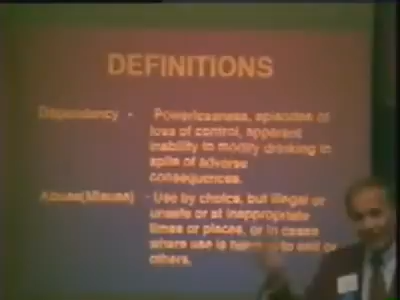 DEFINITIONS
Dependency - Powerlessness, episodes of
loss of control, apparent
inability to modify drinking in
spite of adverse
consequences.
Abuse(Misuse) - Use by choice, but illegal or
unsafe or at inappropriate
times or places, or in cases
where use is to self or
others.